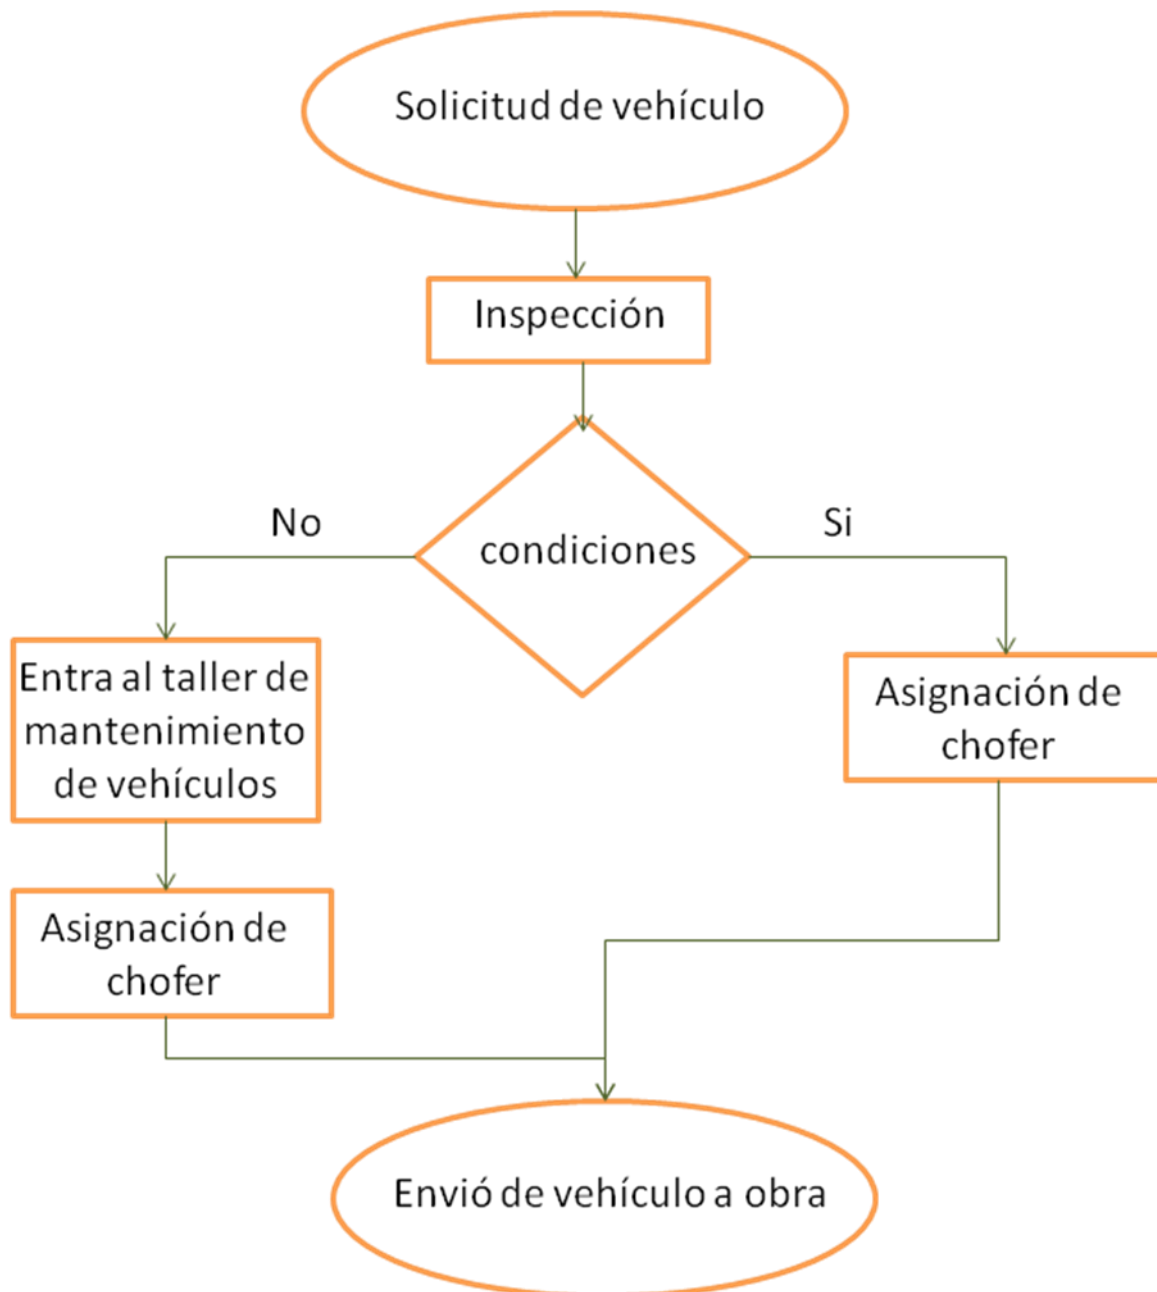 Solicitud de vehículo
Inspección
No
Si
condiciones
Entra al taller de
mantenimiento
de vehículos
Asignación de
chofer
Asignación de
chofer
Envió de vehículo a obra